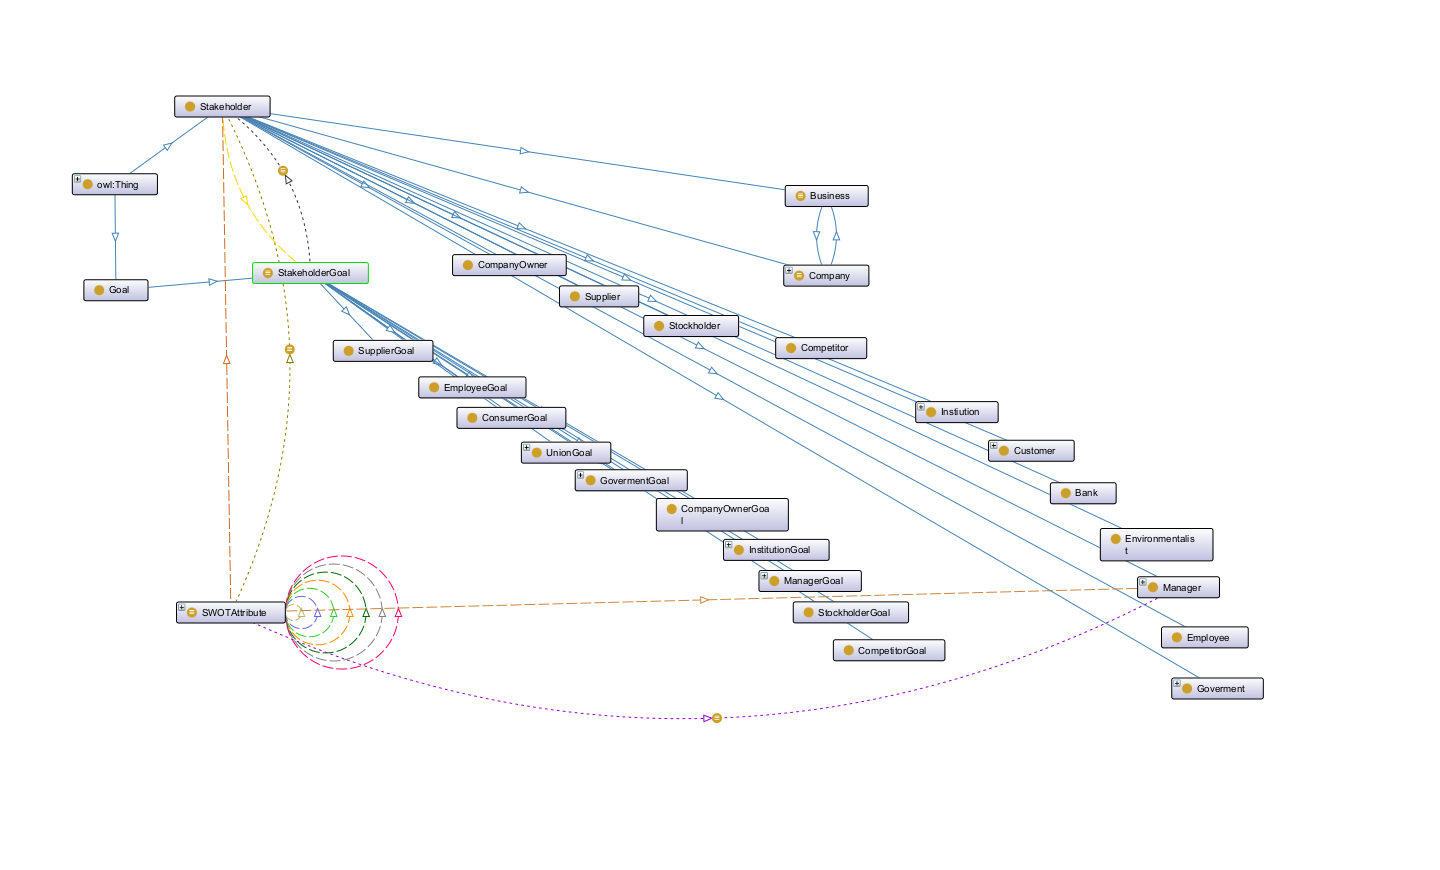 Stakeholder
owl:Thing
Business
StakeholderGoal
CompanyOwner
Company
Goal
Supplier
Stockholder
SupplierGoal
Competitor
EmployeeGoal
ConsumerGoal
Instiution
UnionGoal
Customer
GovermentGoal
Bank
CompanyOwnerGoa
l
InstitutionGoal
Environmentalis
t
ManagerGoal
Manager
SWOTAttribute
StockholderGoal
Employee
CompetitorGoal
Goverment